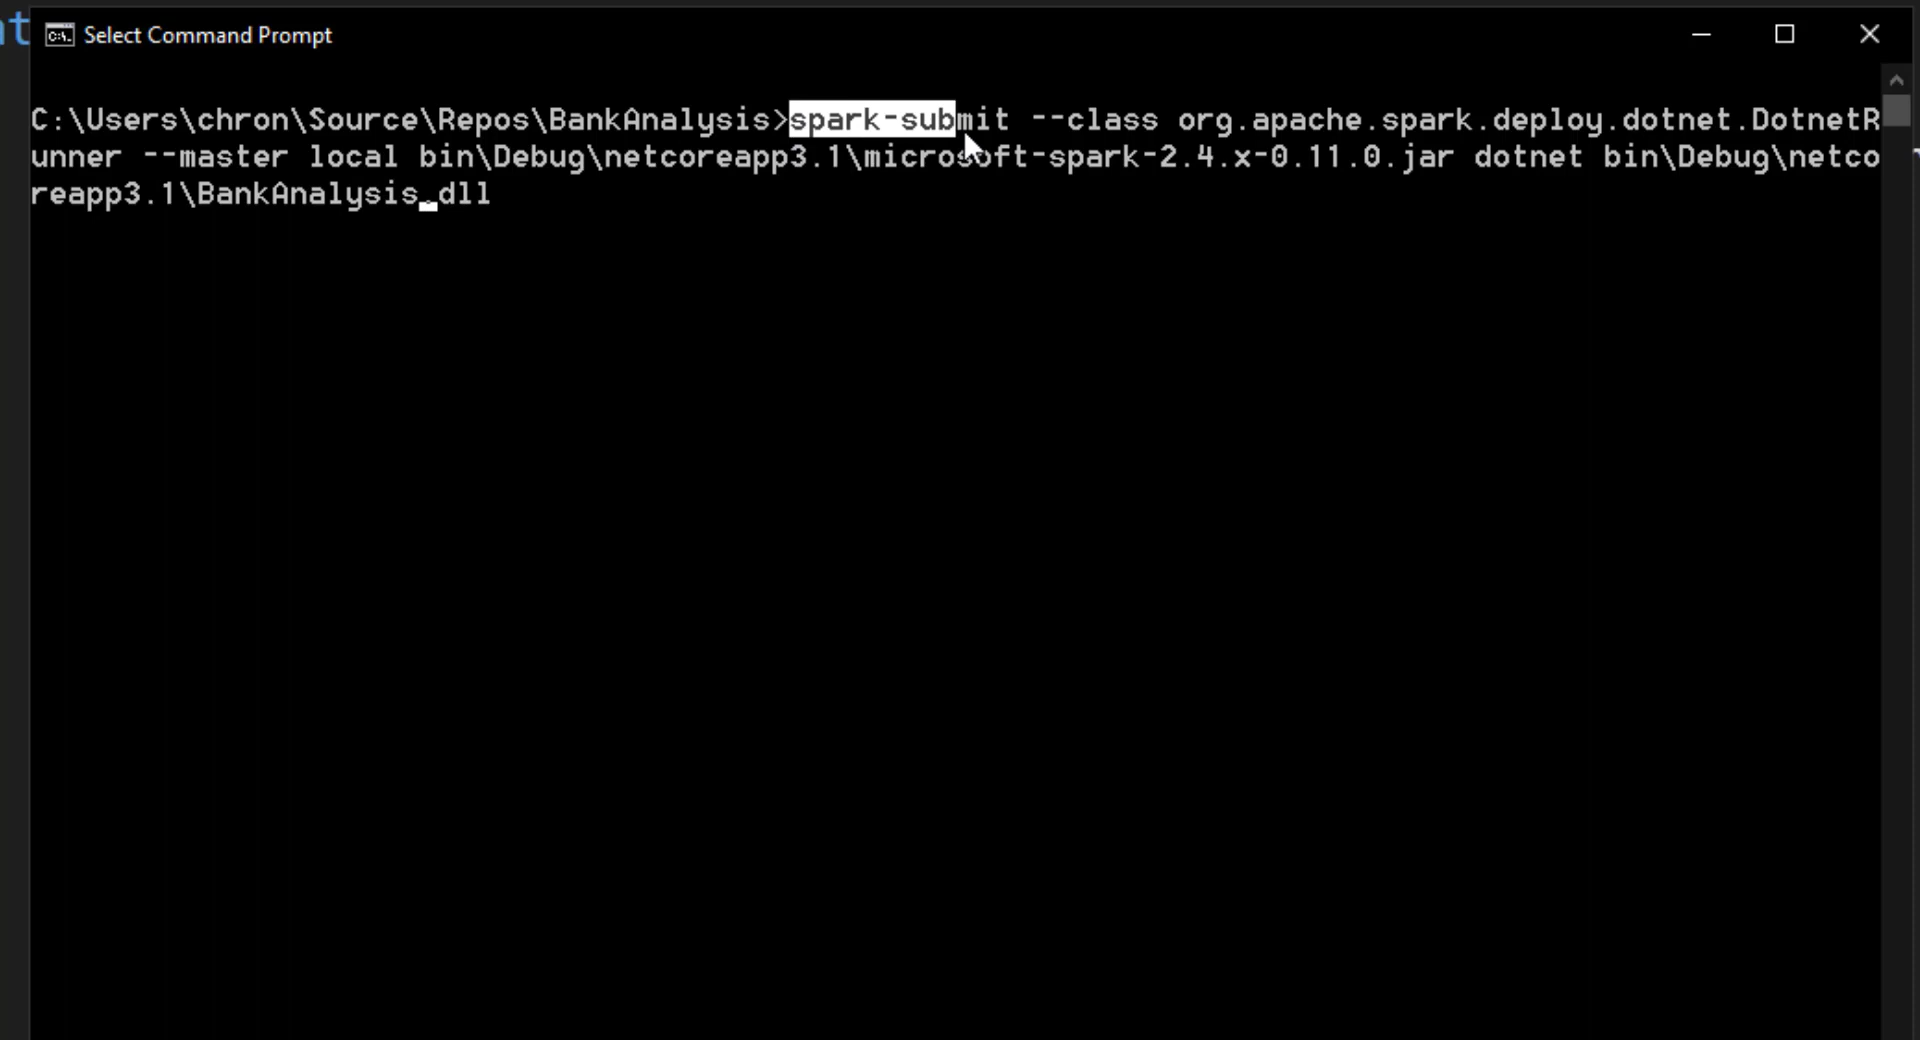 at
Select Command Prompt
C:\Users\chron\Source\Repos\BankAnalysis>spark-submit --class org.apache.spark.deploy.dotnet.DotnetR
unner --master local bin\Debug\netcoreapp3.1\microsoft-spark-2.4.x-0.11.0.jar dotnet bin\Debug\netco
reapp3.1\BankAnalysis.dll